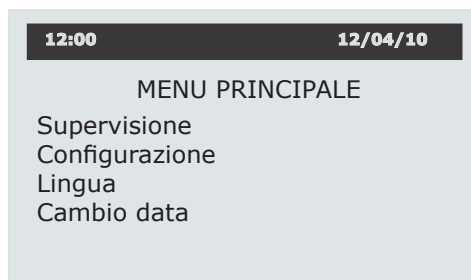 12:00 12/04/10
MENU PRINCIPALE
Supervisione
Configurazione
Lingua
Cambio data